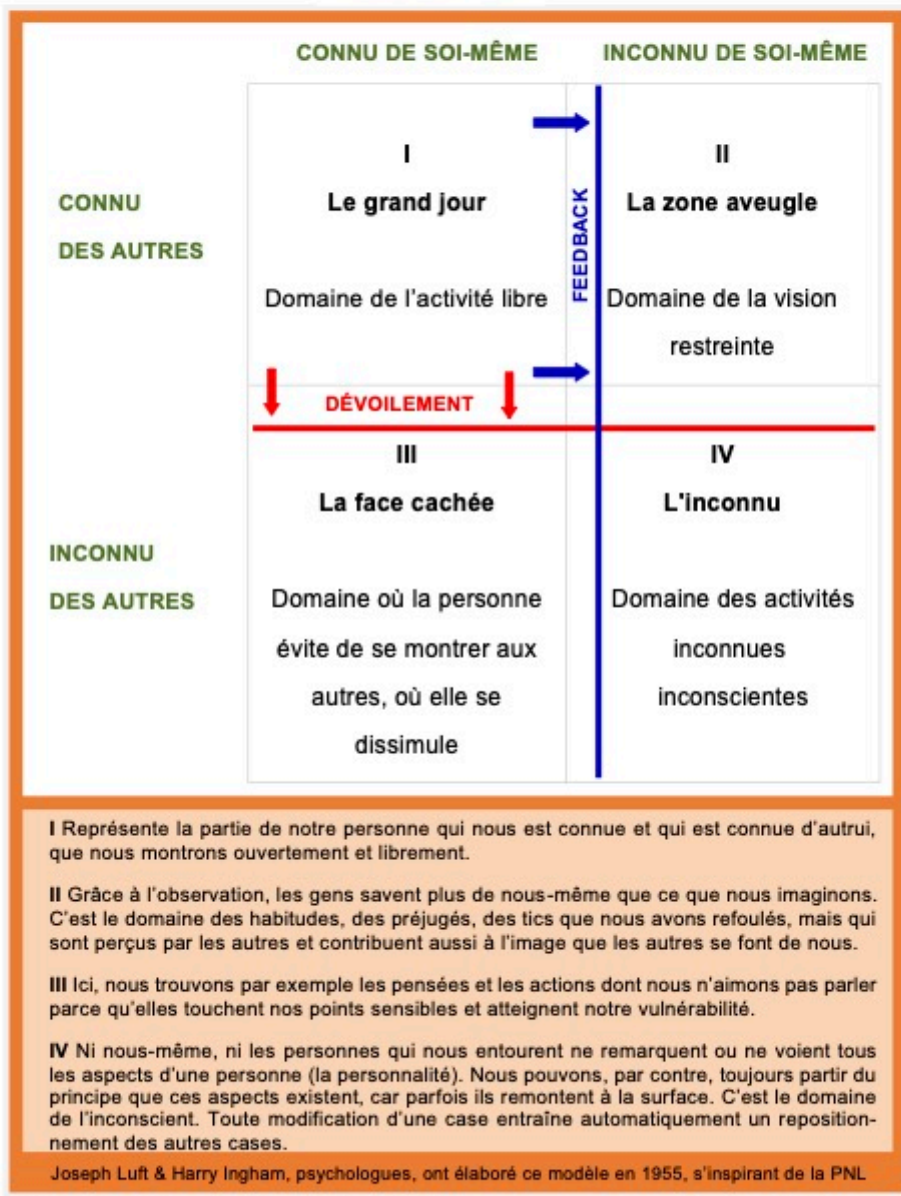 CONNU DE SOI-MÊME
INCONNU DE SOI-MÊME
CONNU
DES AUTRES
I
Le grand jour
Domaine de l'activité libre
FEEDBACK
II
La zone aveugle
Domaine de la vision
restreinte
DÉVOILEMENT
INCONNU
DES AUTRES
III
La face cachée
Domaine où la personne
évite de se montrer aux
autres, où elle se
dissimule
IV
L'inconnu
Domaine des activités
inconnues
inconscientes
I Représente la partie de notre personne qui nous est connue et qui est connue d'autrui,
que nous montrons ouvertement et librement.
II Grâce à l'observation, les gens savent plus de nous-même que ce que nous imaginons.
C'est le domaine des habitudes, des préjugés, des tics que nous avons refoulés, mais qui
sont perçus par les autres et contribuent aussi à l'image que les autres se font de nous.
III Ici, nous trouvons par exemple les pensées et les actions dont nous n'aimons pas parler
parce qu'elles touchent nos points sensibles et atteignent notre vulnérabilité.
IV Ni nous-même, ni les personnes qui nous entourent ne remarquent ou ne voient tous
les aspects d'une personne (la personnalité). Nous pouvons, par contre, toujours partir du
principe que ces aspects existent, car parfois ils remontent à la surface. C'est le domaine
de l'inconscient. Toute modification d'une case entraîne automatiquement un reposition-
nement des autres cases.
Joseph Luft & Harry Ingham, psychologues, ont élaboré ce modèle en 1955, s'inspirant de la PNL